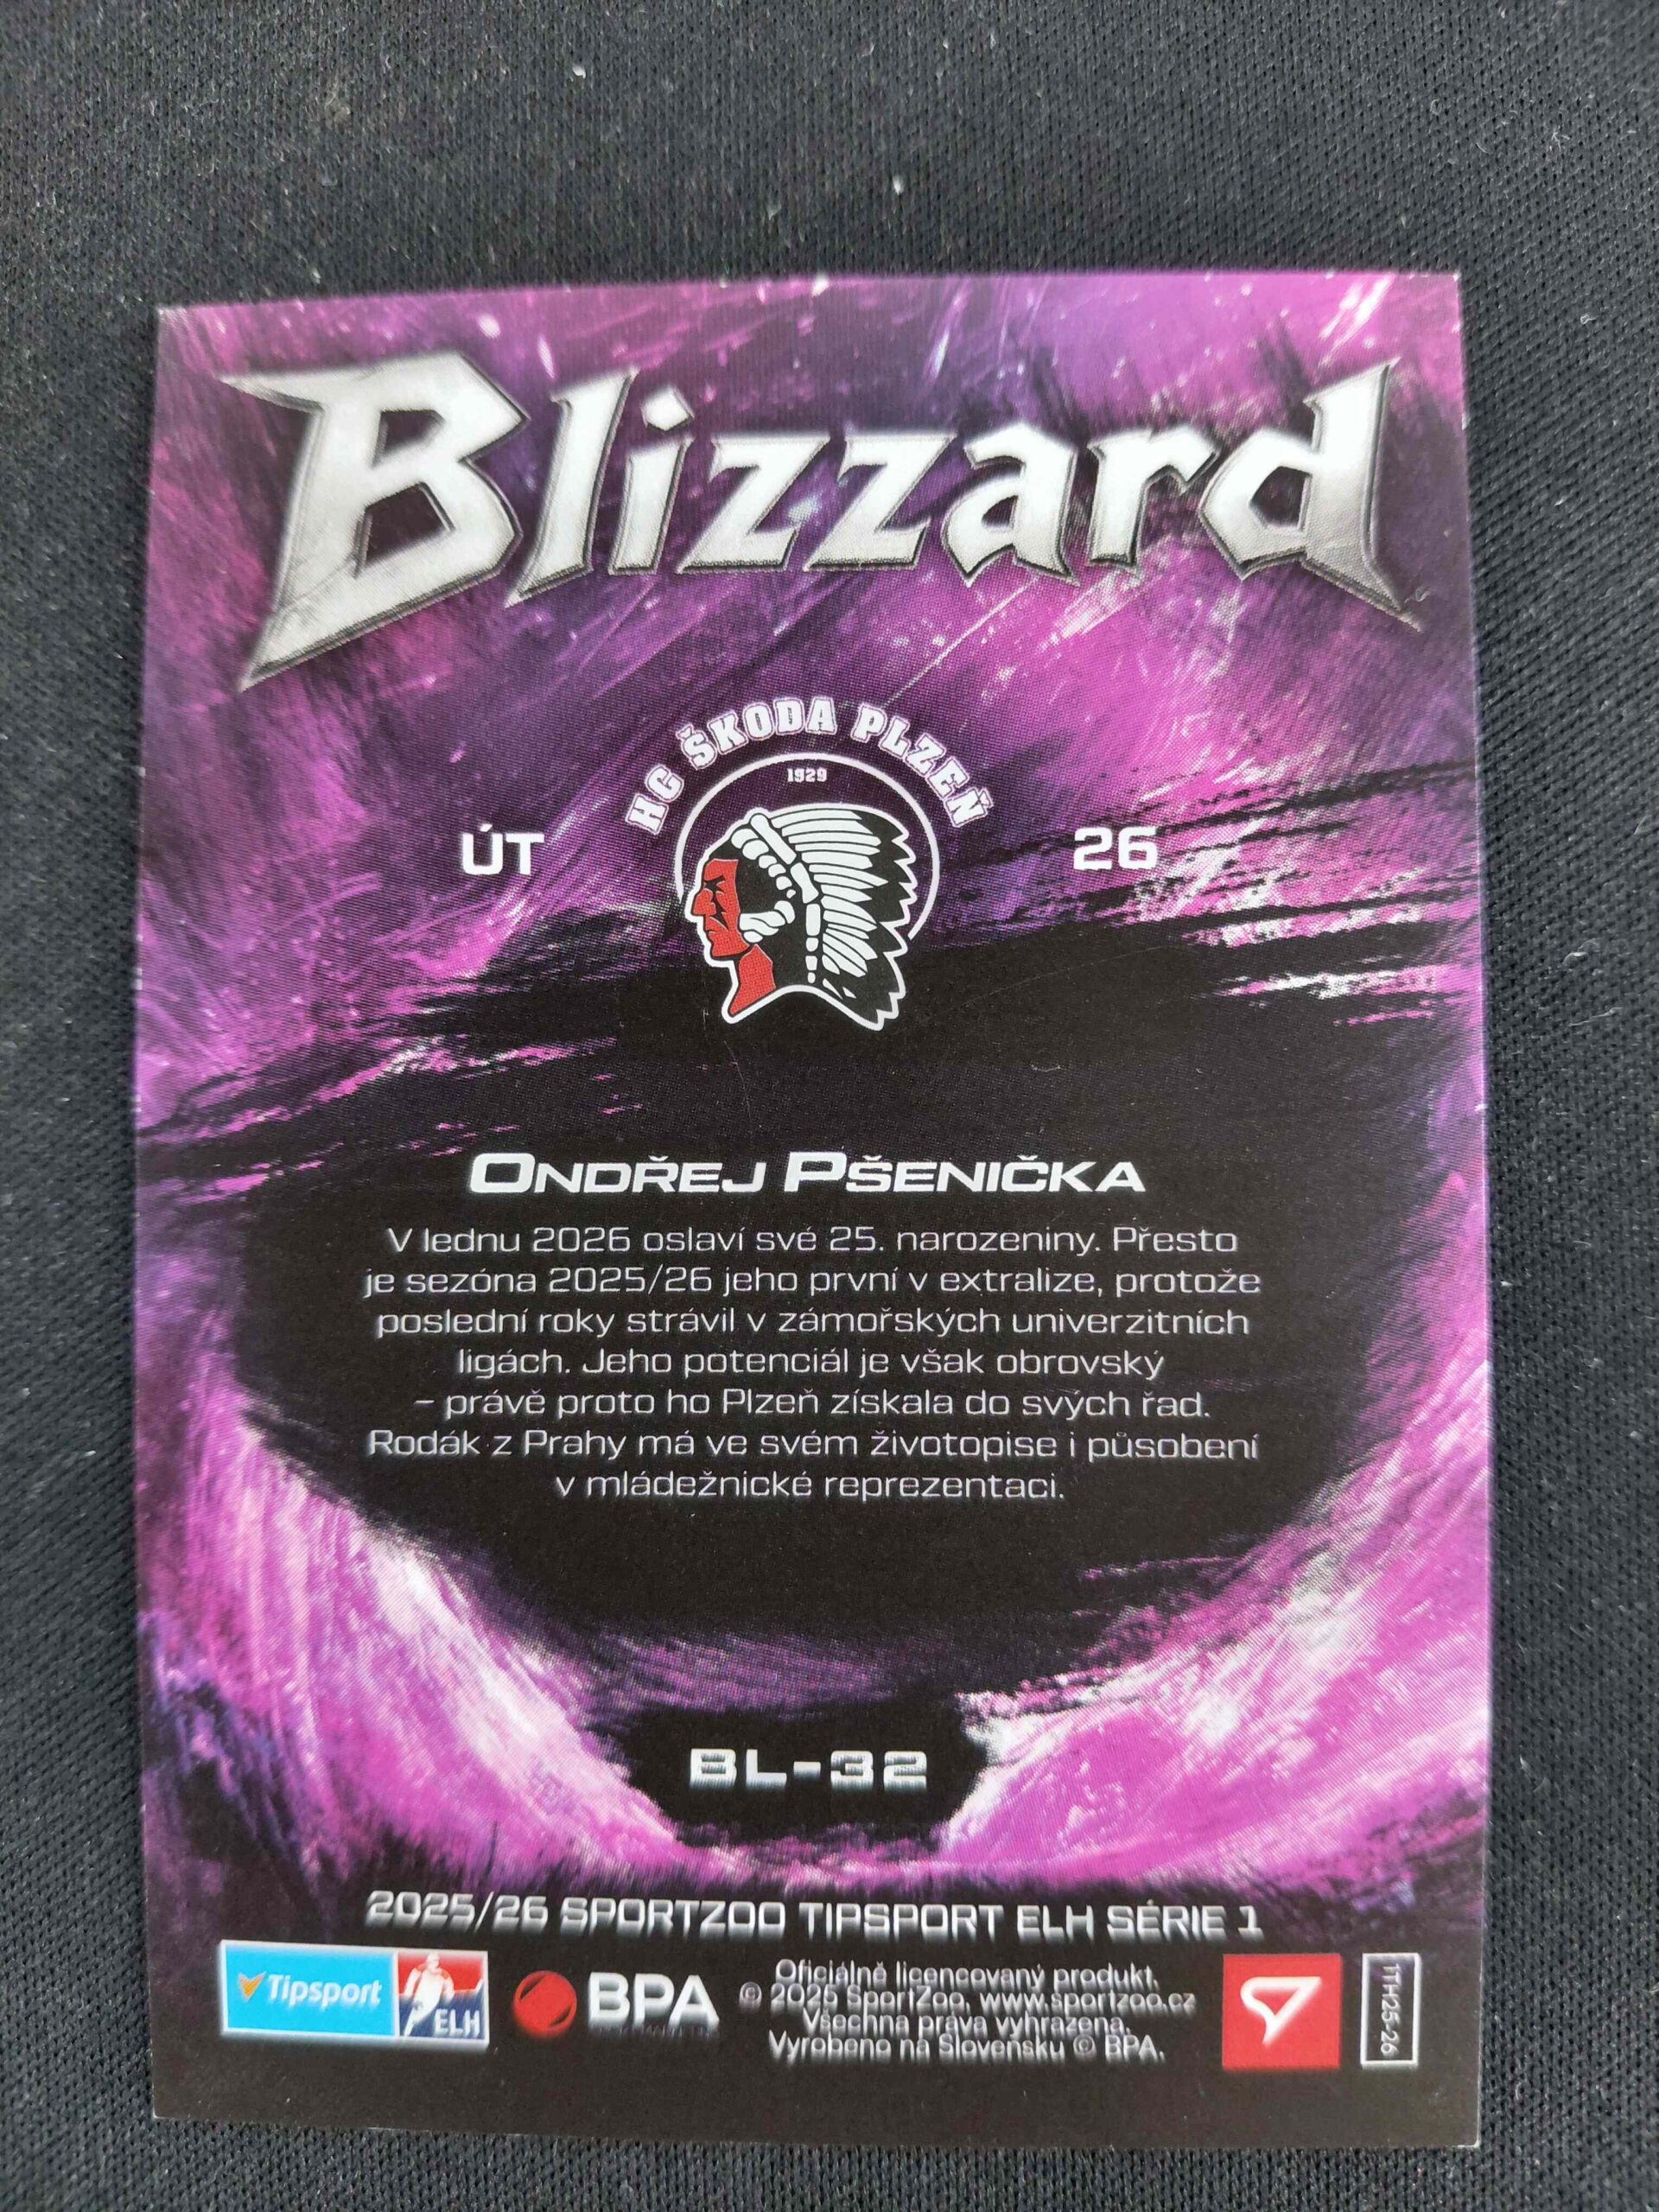 Blizzard
HC ŠKODA PLZEŇ
1929
ÚT
26
ONDŘEJ PŠENIČKA
V lednu 2026 oslaví své 25. narozeniny. Přesto
je sezóna 2025/26 jeho první v extralize, protože
poslední roky strávil v zámořských univerzitních
ligách. Jeho potenciál je však obrovský
– právě proto ho Plzeň získala do svých řad.
Rodák z Prahy má ve svém životopise i působení
v mládežnické reprezentaci.
BL-32
2025/26 SPORTZOO TIPSPORT ELH SÉRIE 1
Tipsport
ELH
BPA
Oficiálně licencovaný produkt.
© 2025 SportZoo, www.sportzoo.cz
Všechna práva vyhrazena.
Vyrobeno na Slovensku © BPA.
1TH25-26